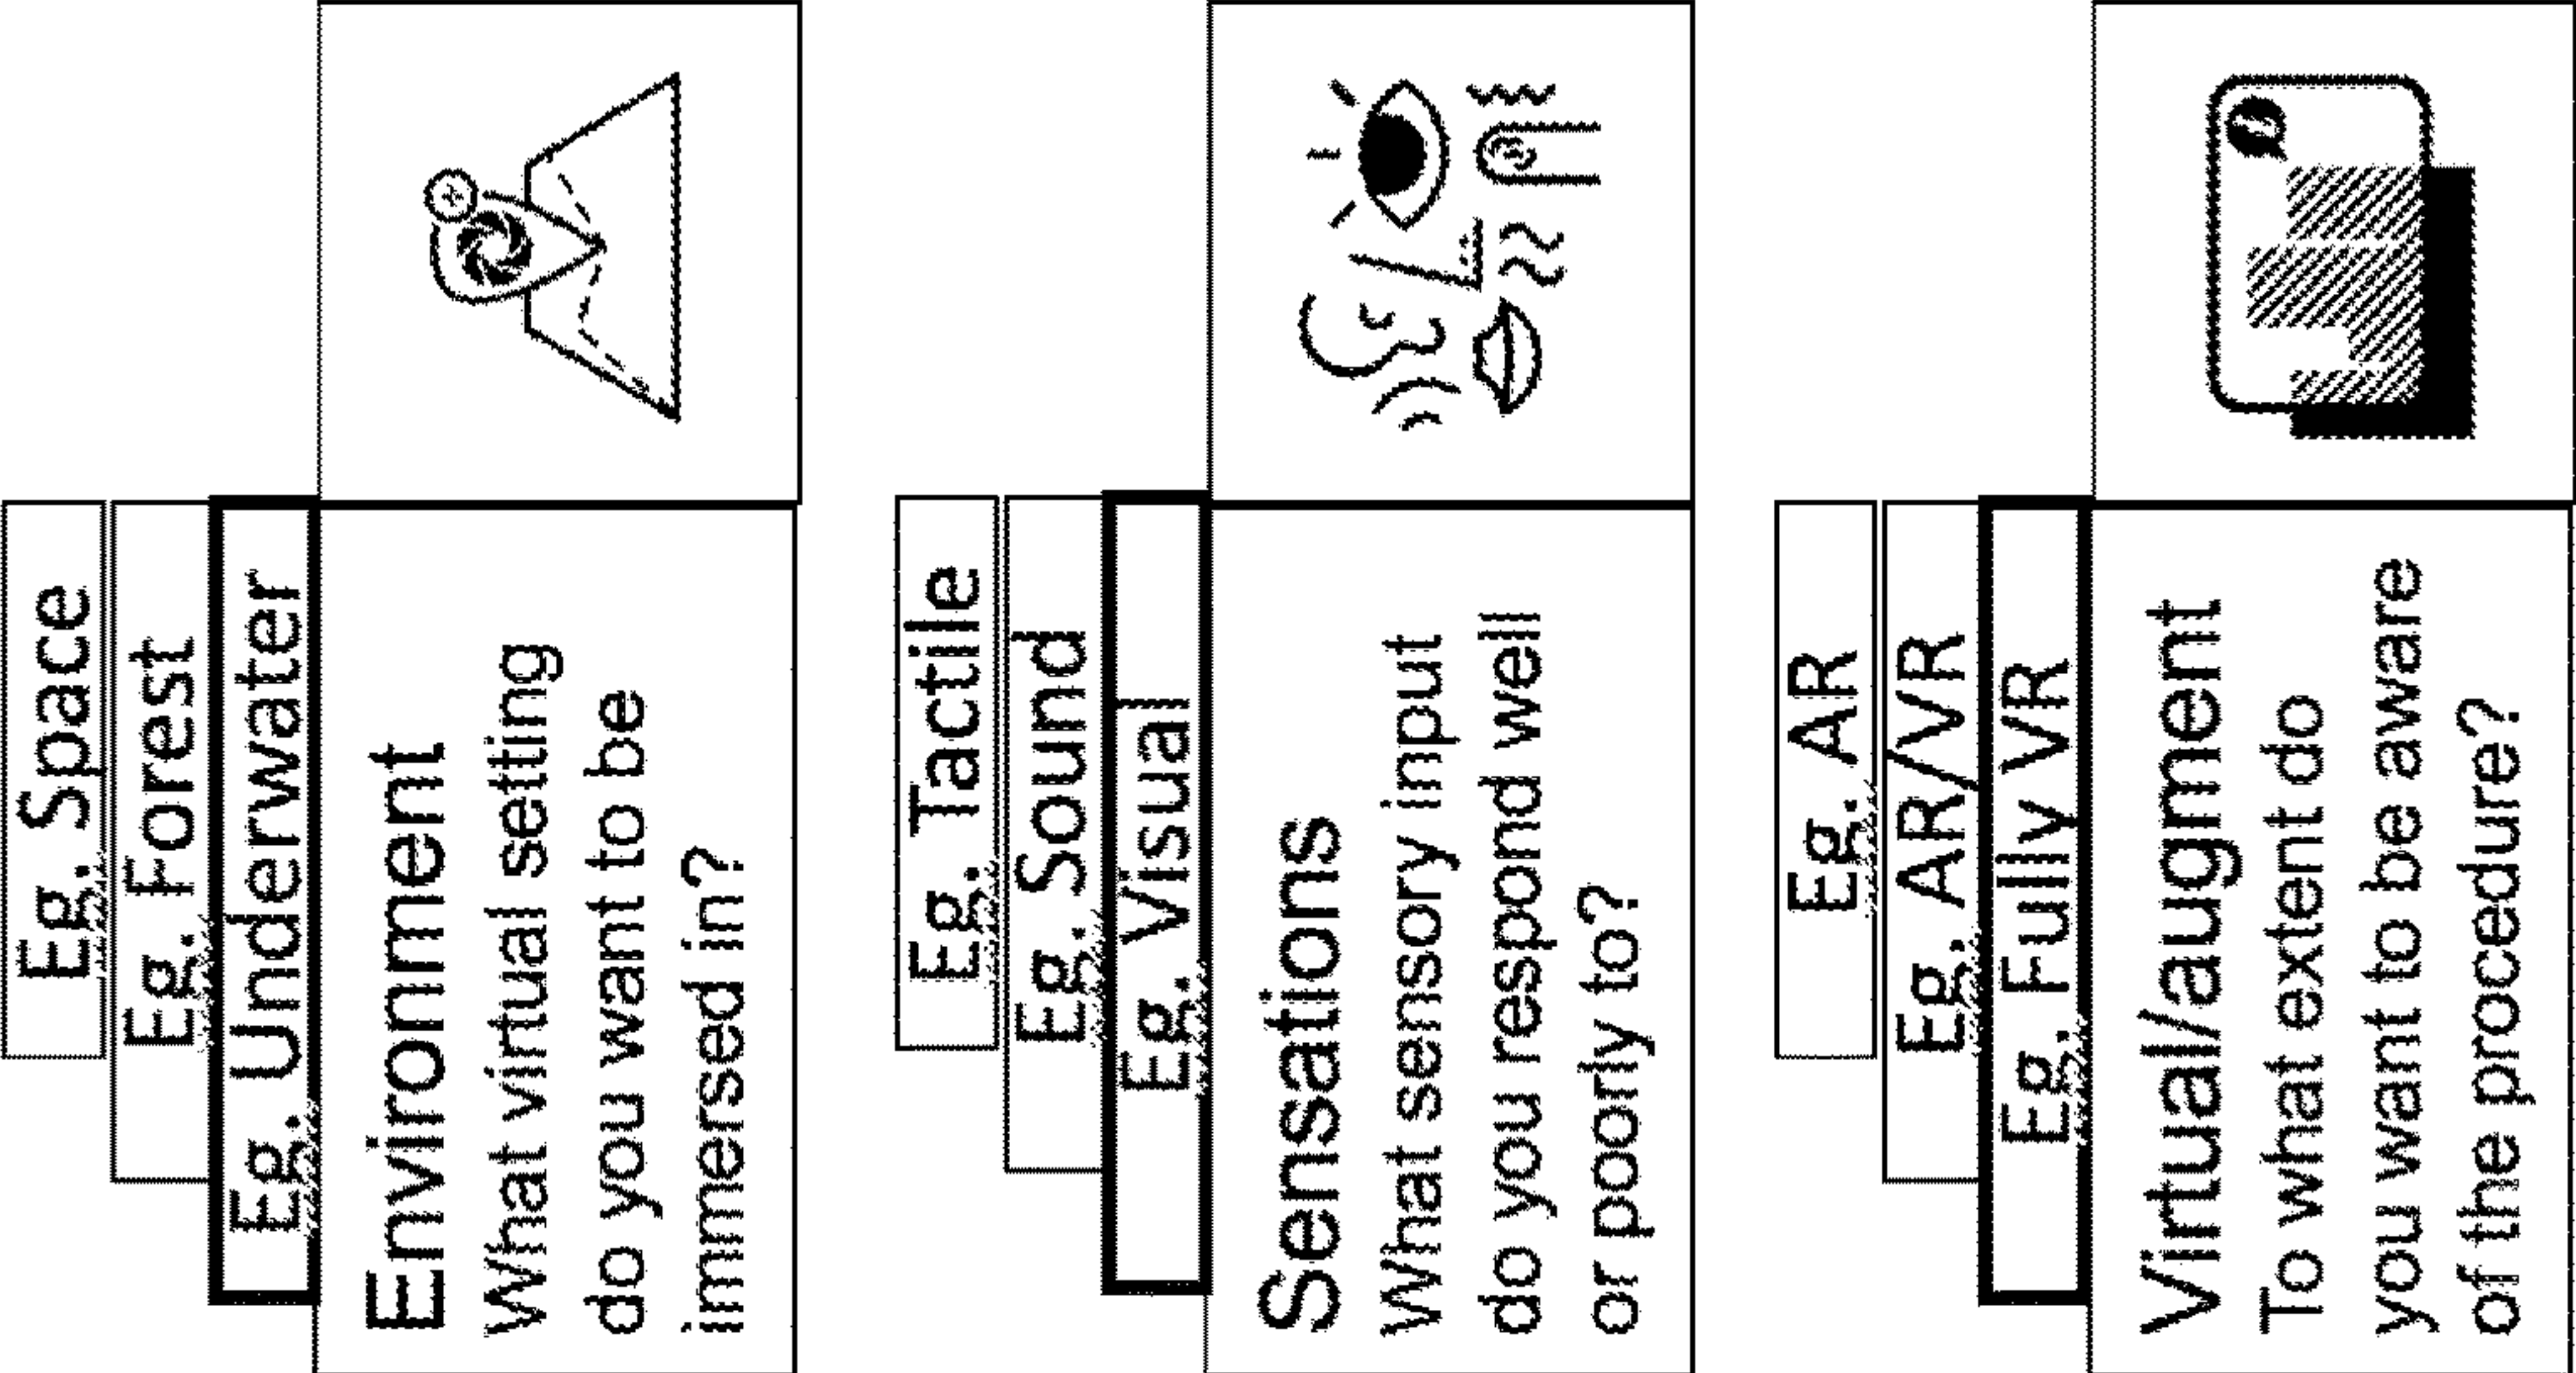 Eg. Space
Eg. Forest
Eg. Underwater
Environment
What virtual setting
do you want to be
immersed in?
Eg. Tactile
Eg. Sound
Eg. Visual
Sensations
What sensory input
do you respond well
or poorly to?
Eg. AR
Eg. AR/VR
Eg. Fully VR
Virtual/augment
To what extent do
you want to be aware
of the procedure?